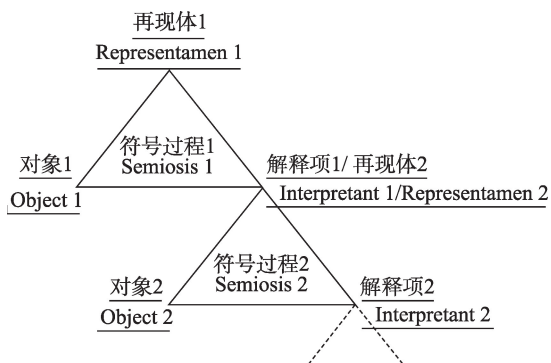 再现体1
Representamen 1
符号过程1
Semiosis 1
对象1
Object 1
解释项1/ 再现体2
Interpretant 1/Representamen 2
符号过程2
Semiosis 2
对象2
Object 2
解释项2
Interpretant 2